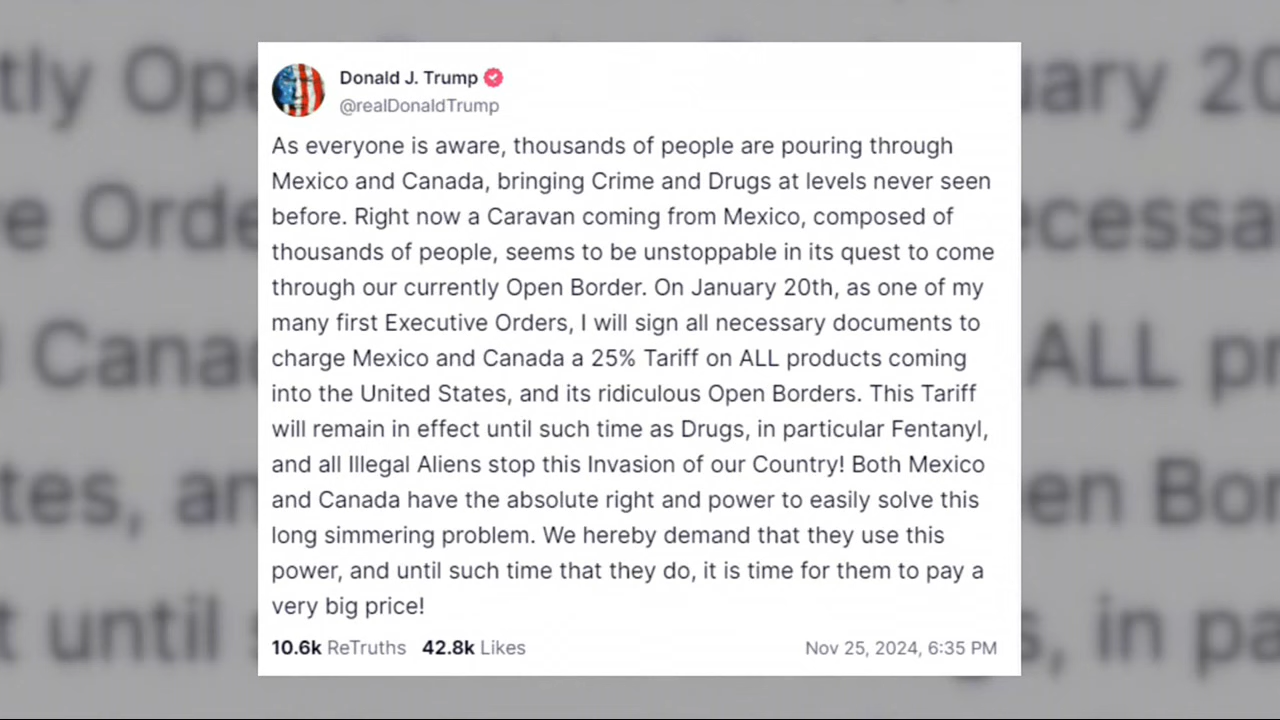 Donald J. Trump
@realDonaldTrump
As everyone is aware, thousands of people are pouring through
Mexico and Canada, bringing Crime and Drugs at levels never seen
before. Right now a Caravan coming from Mexico, composed of
thousands of people, seems to be unstoppable in its quest to come
through our currently Open Border. On January 20th, as one of my
many first Executive Orders, I will sign all necessary documents to
charge Mexico and Canada a 25% Tariff on ALL products coming
into the United States, and its ridiculous Open Borders. This Tariff
will remain in effect until such time as Drugs, in particular Fentanyl,
and all Illegal Aliens stop this Invasion of our Country! Both Mexico
and Canada have the absolute right and power to easily solve this
long simmering problem. We hereby demand that they use this
power, and until such time that they do, it is time for them to pay a
very big price!
10.6k ReTruths 42.8k Likes Nov 25, 2024, 6:35 PM